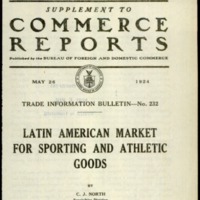 SUPPLEMENT TO
COMMERCE
REPORTS
Published by the BUREAU OF FOREIGN AND DOMESTIC COMMERCE
MAY 26 1924
TRADE INFORMATION BULLETIN—No. 232
LATIN AMERICAN MARKET
FOR SPORTING AND ATHLETIC
GOODS
BY
C. J. NORTH